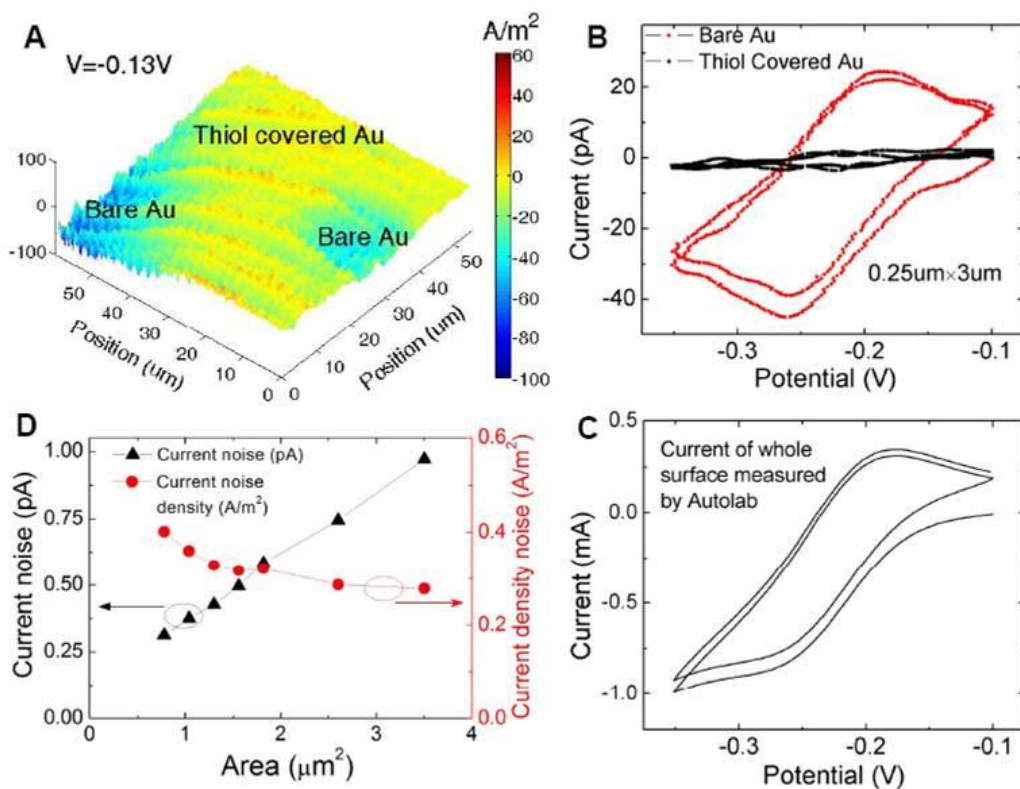 A
V=-0.13V
A/m²
60
40
20
0
-20
-40
-60
-80
-100
Thiol covered Au
Bare Au
Bare Au
100
0
-100
50
40
30
20
10
0
Position (um)
0
10
20
30
40
50
Position (um)
B
Bare Au
Thiol Covered Au
20
0
-20
-40
Current (pA)
0.25um×3um
-0.3
-0.2
-0.1
Potential (V)
D
Current noise (pA)
Current noise
density (A/m²)
1.00
0.75
0.50
0.25
0.00
Current noise (pA)
0.6
0.4
0.2
0.0
Current density noise (A/m²)
0
1
2
3
4
Area (μm²)
C
Current of whole
surface measured
by Autolab
0.5
0.0
-0.5
-1.0
Current (mA)
-0.3
-0.2
-0.1
Potential (V)